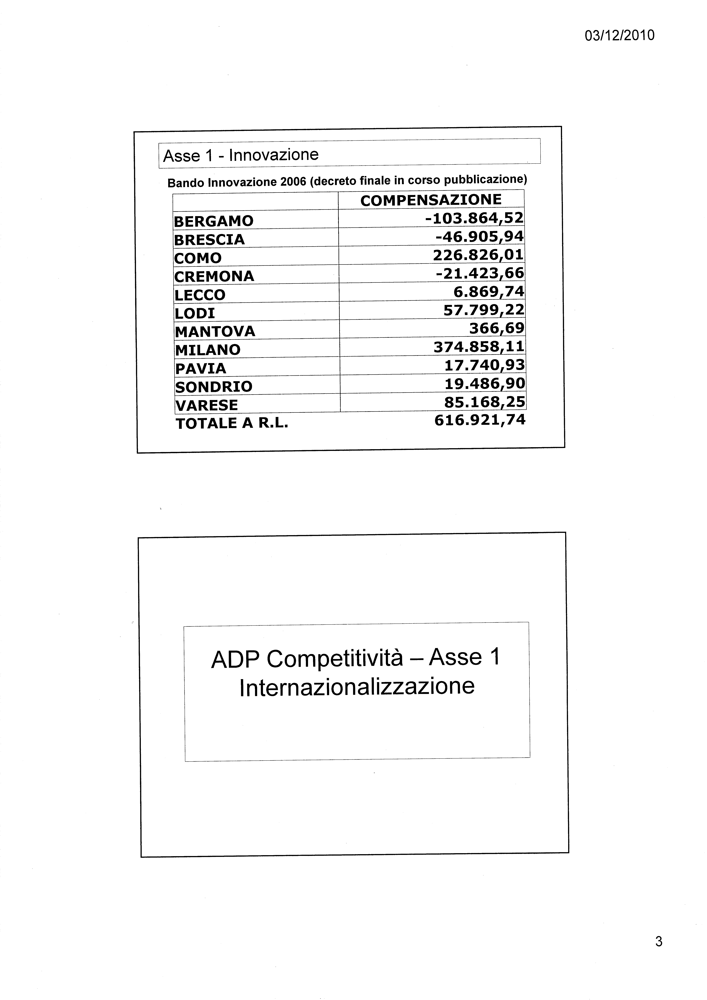 03/12/2010
Asse 1 - Innovazione
Bando Innovazione 2006 (decreto finale in corso pubblicazione)
COMPENSAZIONE
BERGAMO -103.864,52
BRESCIA -46.905,94
COMO 226.826,01
CREMONA -21.423,66
LECCO 6.869,74
LODI 57.799,22
MANTOVA 366,69
MILANO 374.858,11
PAVIA 17.740,93
SONDRIO 19.486,90
VARESE 85.168,25
TOTALE A R.L. 616.921,74
ADP Competitività – Asse 1
Internazionalizzazione
3